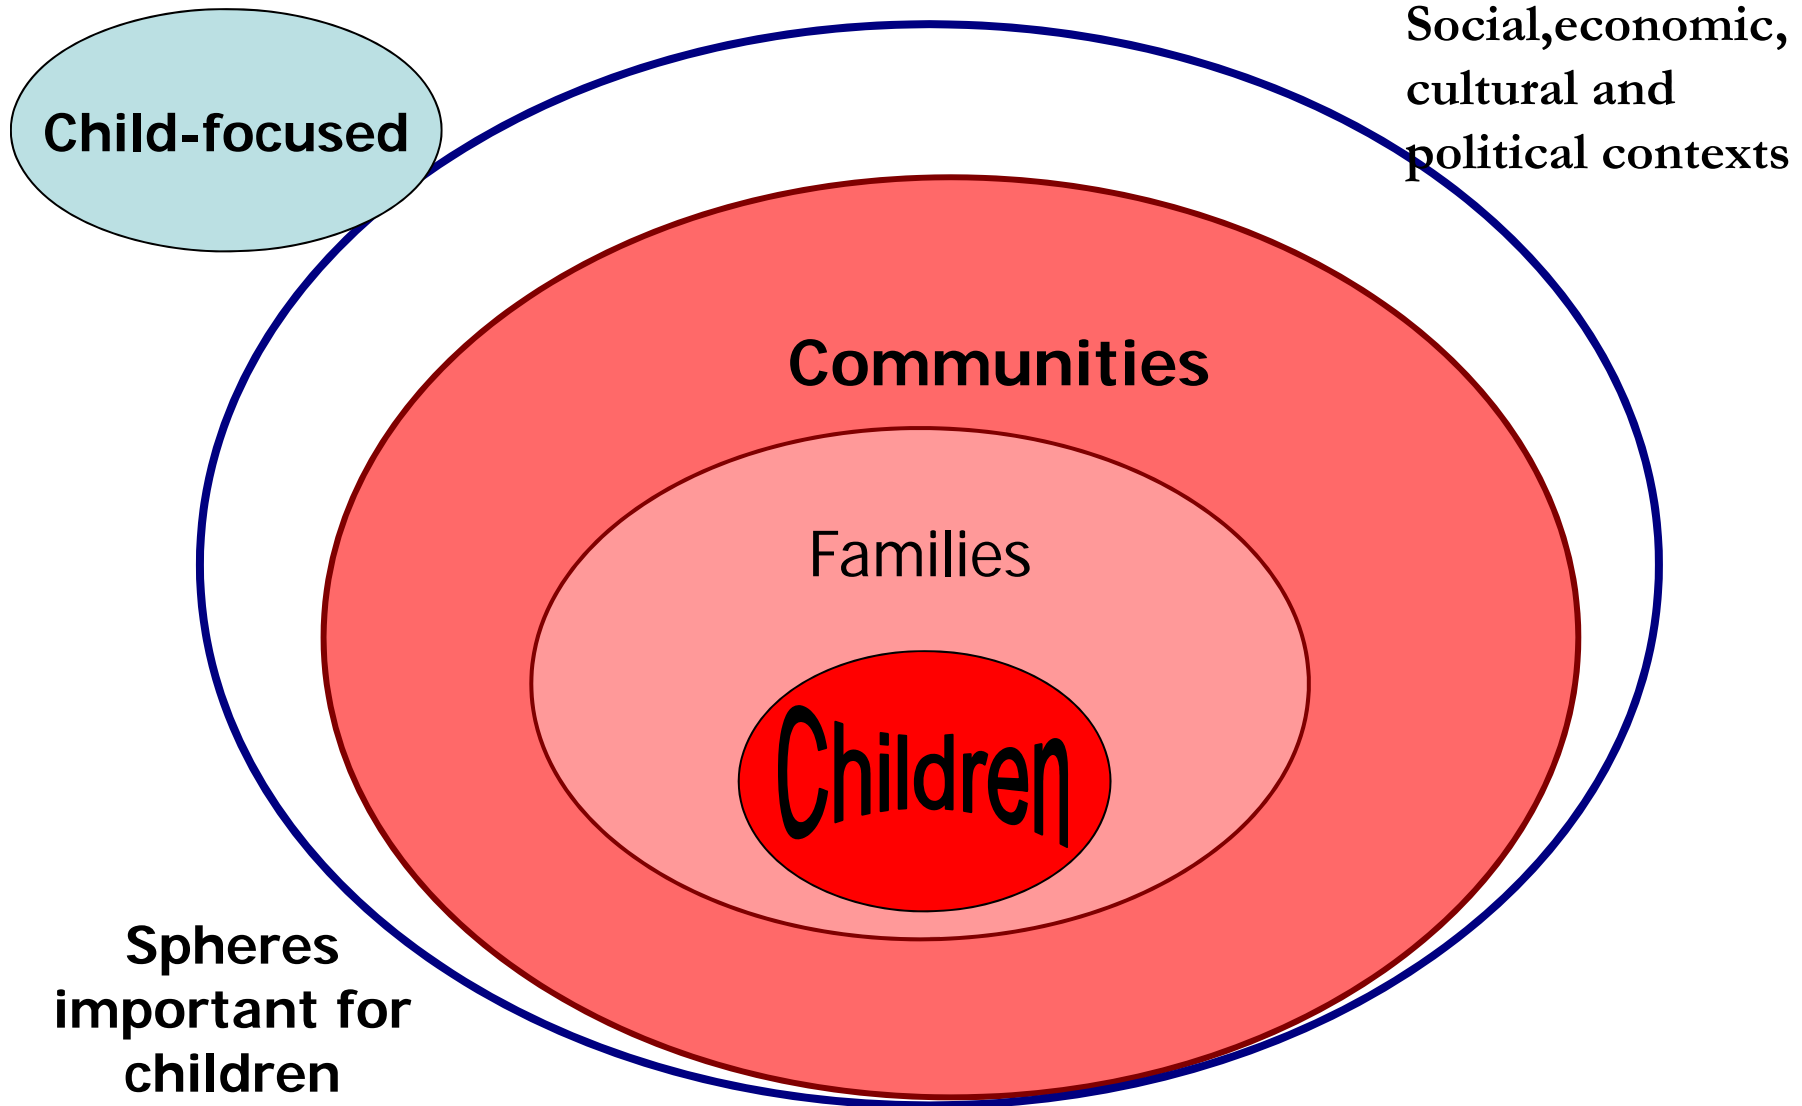 Child-focused
Social,economic,
cultural and
political contexts
Communities
Families
Children
Spheres
important for
children